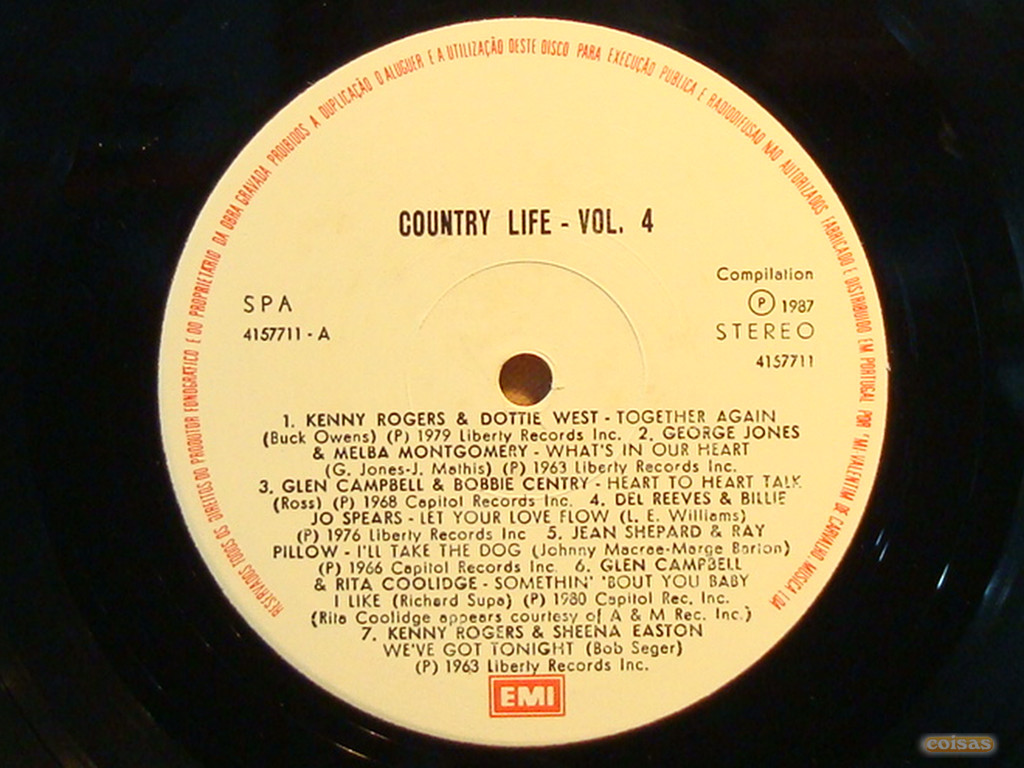 RESERVADOS TODOS OS DIREITOS DO PRODUTOR FONOGRÁFICO E DO PROPRIETÁRIO DA OBRA GRAVADA PROIBIDOS A DUPLICAÇÃO O ALUGUER E A UTILIZAÇÃO DESTE DISCO PARA EXECUÇÃO PUBLICA E RADIODIFUSAO NAO AUTORIZADOS FABRICADO E DISTRIBUIDO EM PORTUGAL POR VALENTIM DE CARVALHO MUSICA LDA
COUNTRY LIFE - VOL. 4
Compilation
SPA
Ⓟ 1987
4157711 - A
STEREO
4157711
1. KENNY ROGERS & DOTTIE WEST - TOGETHER AGAIN
(Buck Owens) (P) 1979 Liberty Records Inc. 2. GEORGE JONES
& MELBA MONTGOMERY - WHAT'S IN OUR HEART
(G. Jones-J. Mathis) (P) 1963 Liberty Records Inc.
3. GLEN CAMPBELL & BOBBIE CENTRY - HEART TO HEART TALK
(Ross) (P) 1968 Capitol Records Inc. 4. DEL REEVES & BILLIE
JO SPEARS - LET YOUR LOVE FLOW (L. E. Williams)
(P) 1976 Liberty Records Inc 5. JEAN SHEPARD & RAY
PILLOW - I'LL TAKE THE DOG (Johnny Macrae-Marge Barton)
(P) 1966 Capitol Records Inc. 6. GLEN CAMPBELL
& RITA COOLIDGE - SOMETHIN' 'BOUT YOU BABY
I LIKE (Richard Supa) (P) 1980 Capitol Rec. Inc.
(Rita Coolidge appears courtesy of A & M Rec. Inc.)
7. KENNY ROGERS & SHEENA EASTON
WE'VE GOT TONIGHT (Bob Seger)
(P) 1963 Liberty Records Inc.
EMI
coisas